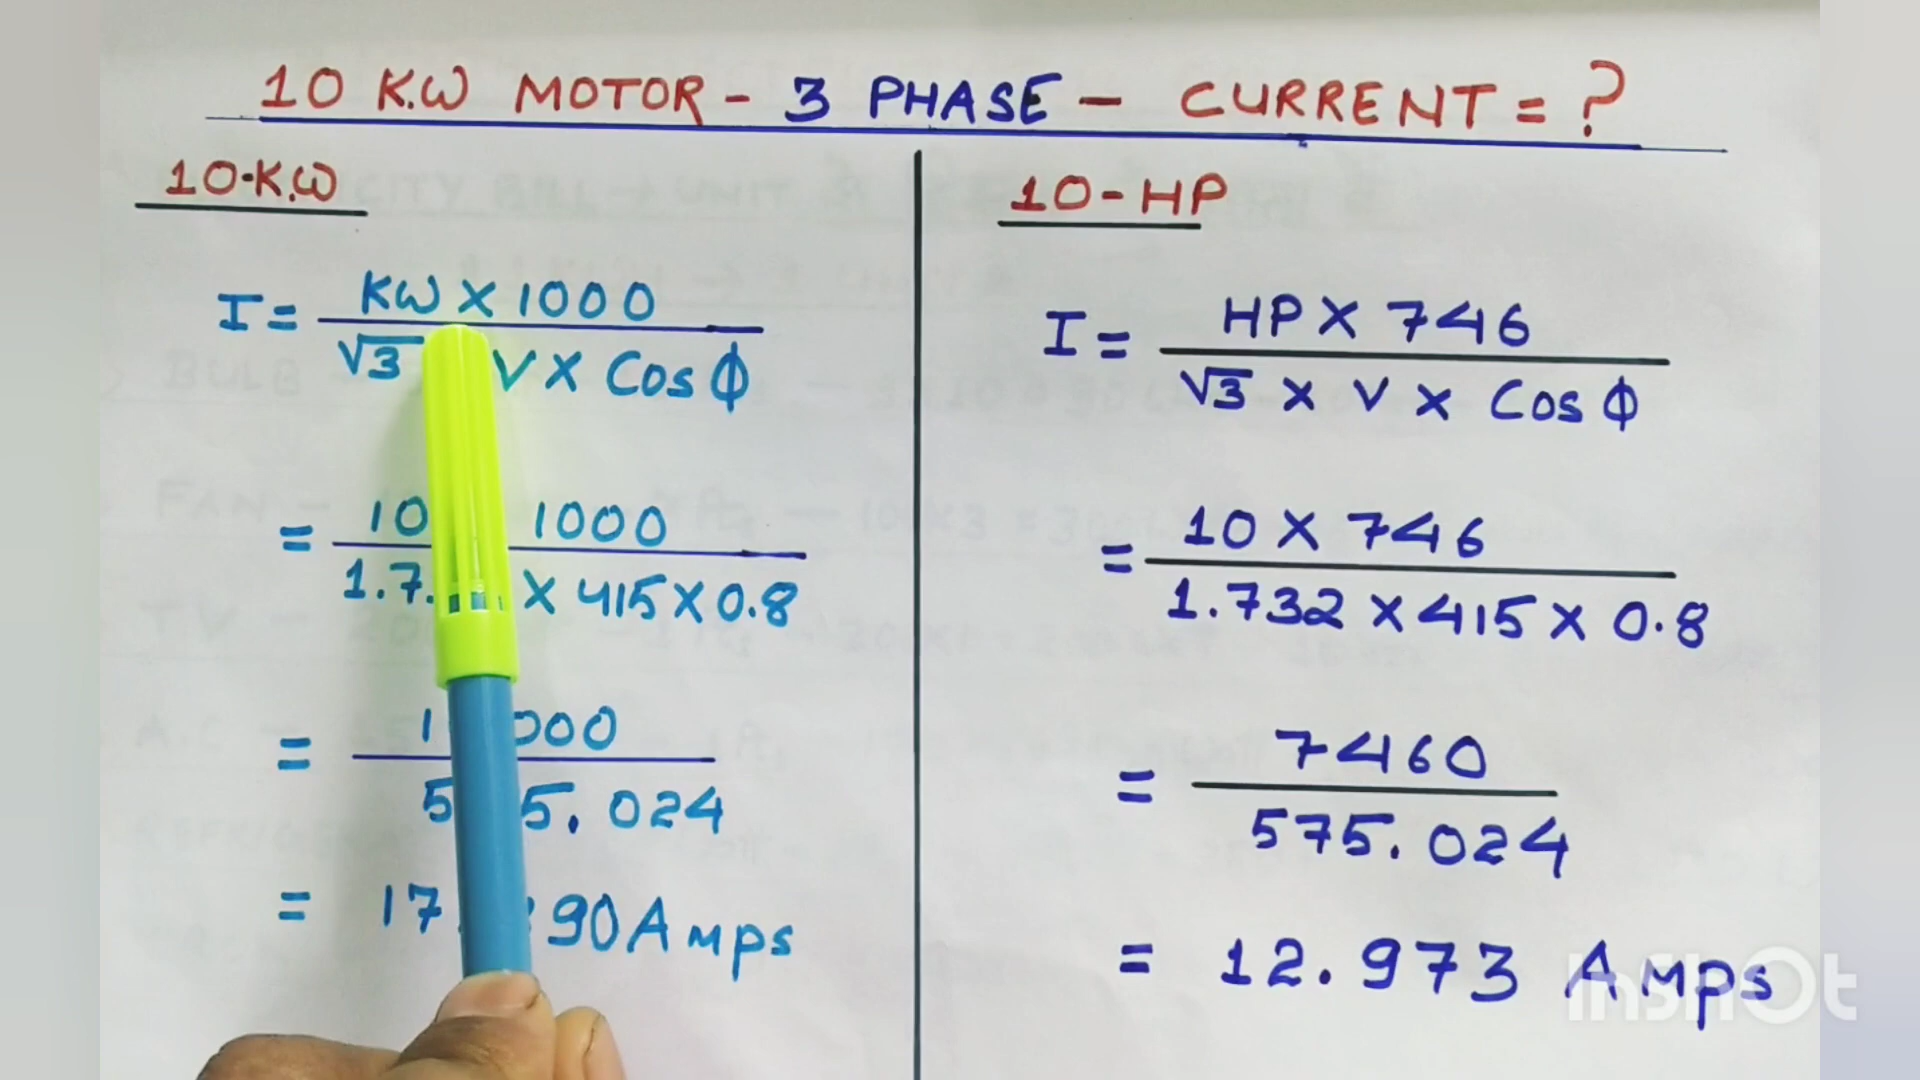 10 K.W MOTOR - 3 PHASE - CURRENT = ?
10·K.W
I = KW X 1000
√3 V X Cos ϕ
= 10 1000
1.7. X 415 X 0.8
= 1 000
5 5.024
= 17. 90 Amps
10-HP
I = HP X 746
√3 X V X Cos ϕ
= 10 X 746
1.732 X 415 X 0.8
= 7460
575.024
= 12.973 Amps
InShOt